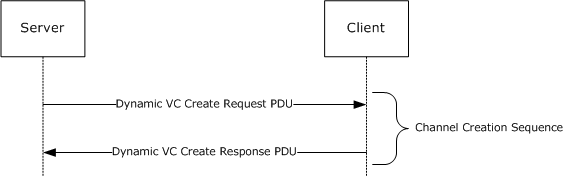 Server
Client
Dynamic VC Create Request PDU
Channel Creation Sequence
Dynamic VC Create Response PDU